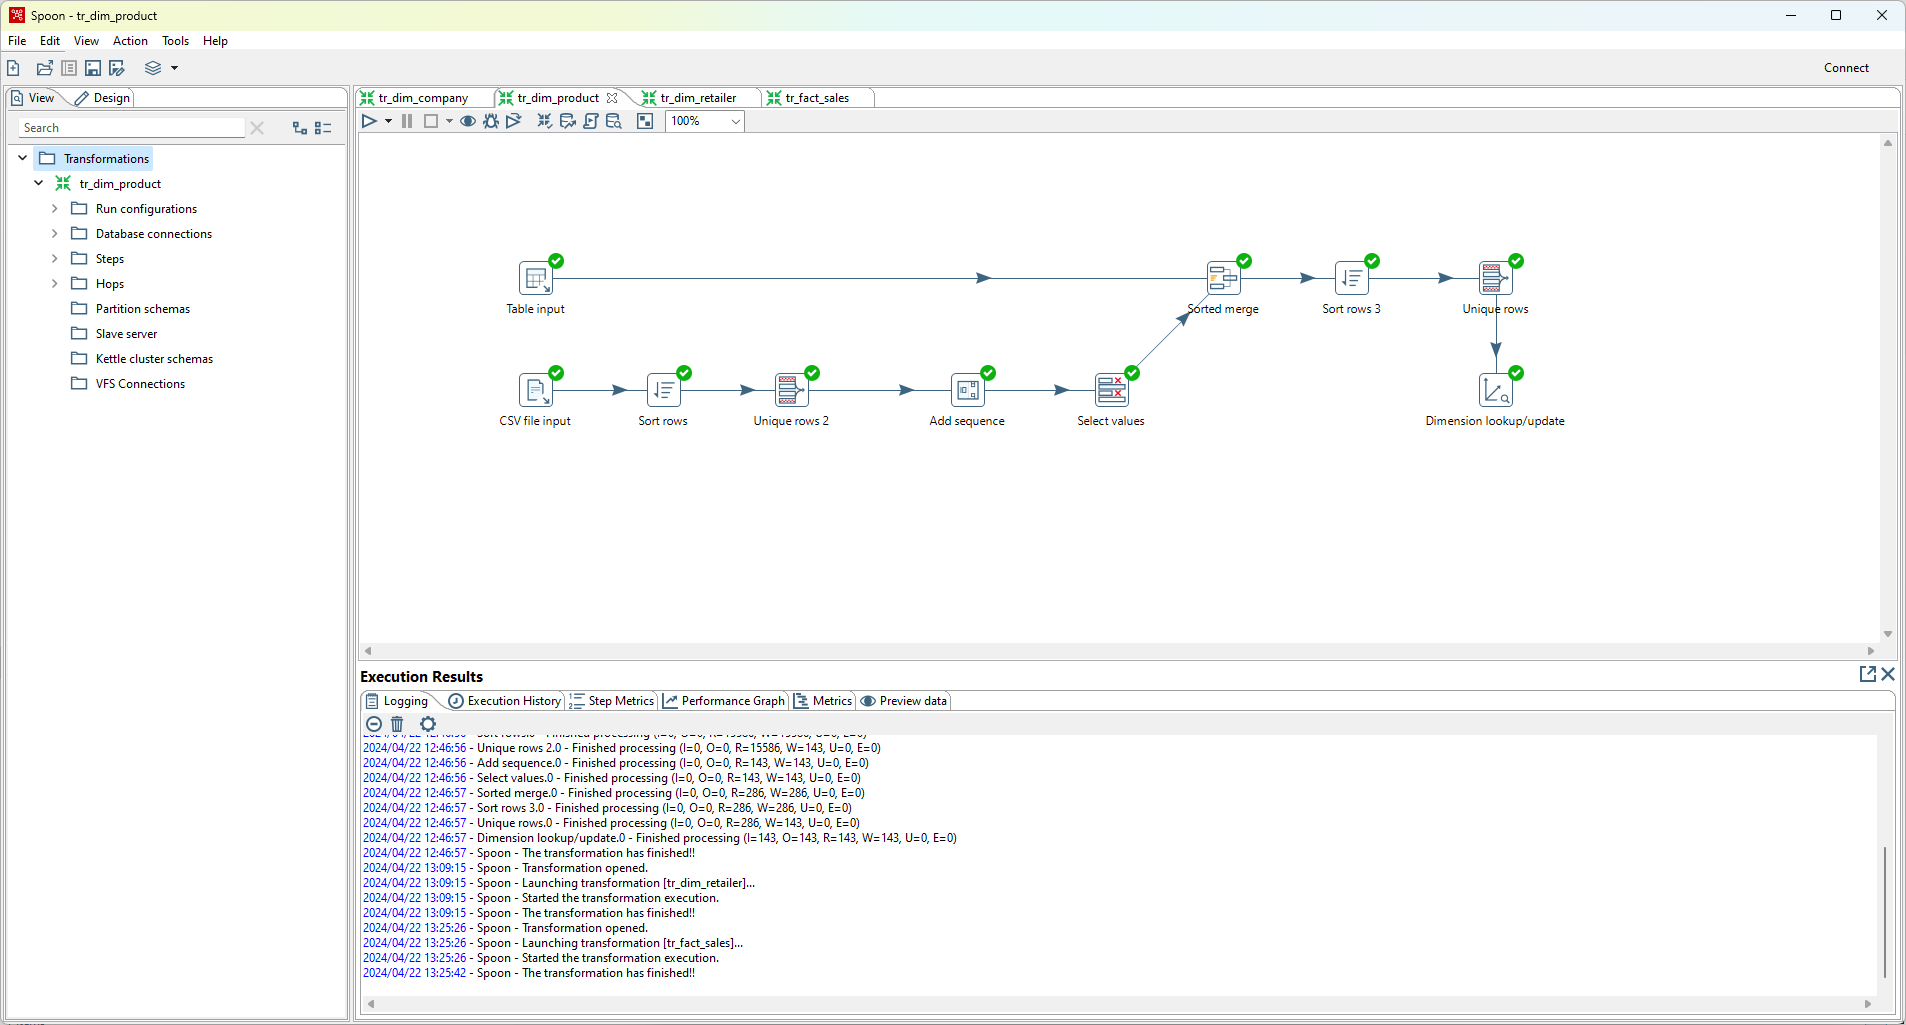 Spoon - tr_dim_product
File Edit View Action Tools Help
Connect
View Design
Search
Transformations
tr_dim_product
Run configurations
Database connections
Steps
Hops
Partition schemas
Slave server
Kettle cluster schemas
VFS Connections
tr_dim_company tr_dim_product tr_dim_retailer tr_fact_sales
100%
Table input Sorted merge Sort rows 3 Unique rows
CSV file input Sort rows Unique rows 2 Add sequence Select values Dimension lookup/update
Execution Results
Logging Execution History Step Metrics Performance Graph Metrics Preview data
2024/04/22 12:46:56 - Unique rows 2.0 - Finished processing (I=0, O=0, R=15586, W=143, U=0, E=0)
2024/04/22 12:46:56 - Add sequence.0 - Finished processing (I=0, O=0, R=143, W=143, U=0, E=0)
2024/04/22 12:46:56 - Select values.0 - Finished processing (I=0, O=0, R=143, W=143, U=0, E=0)
2024/04/22 12:46:57 - Sorted merge.0 - Finished processing (I=0, O=0, R=286, W=286, U=0, E=0)
2024/04/22 12:46:57 - Sort rows 3.0 - Finished processing (I=0, O=0, R=286, W=286, U=0, E=0)
2024/04/22 12:46:57 - Unique rows.0 - Finished processing (I=0, O=0, R=286, W=143, U=0, E=0)
2024/04/22 12:46:57 - Dimension lookup/update.0 - Finished processing (I=143, O=143, R=143, W=143, U=0, E=0)
2024/04/22 12:46:57 - Spoon - The transformation has finished!!
2024/04/22 13:09:15 - Spoon - Transformation opened.
2024/04/22 13:09:15 - Spoon - Launching transformation [tr_dim_retailer]...
2024/04/22 13:09:15 - Spoon - Started the transformation execution.
2024/04/22 13:09:15 - Spoon - The transformation has finished!!
2024/04/22 13:25:26 - Spoon - Transformation opened.
2024/04/22 13:25:26 - Spoon - Launching transformation [tr_fact_sales]...
2024/04/22 13:25:26 - Spoon - Started the transformation execution.
2024/04/22 13:25:42 - Spoon - The transformation has finished!!